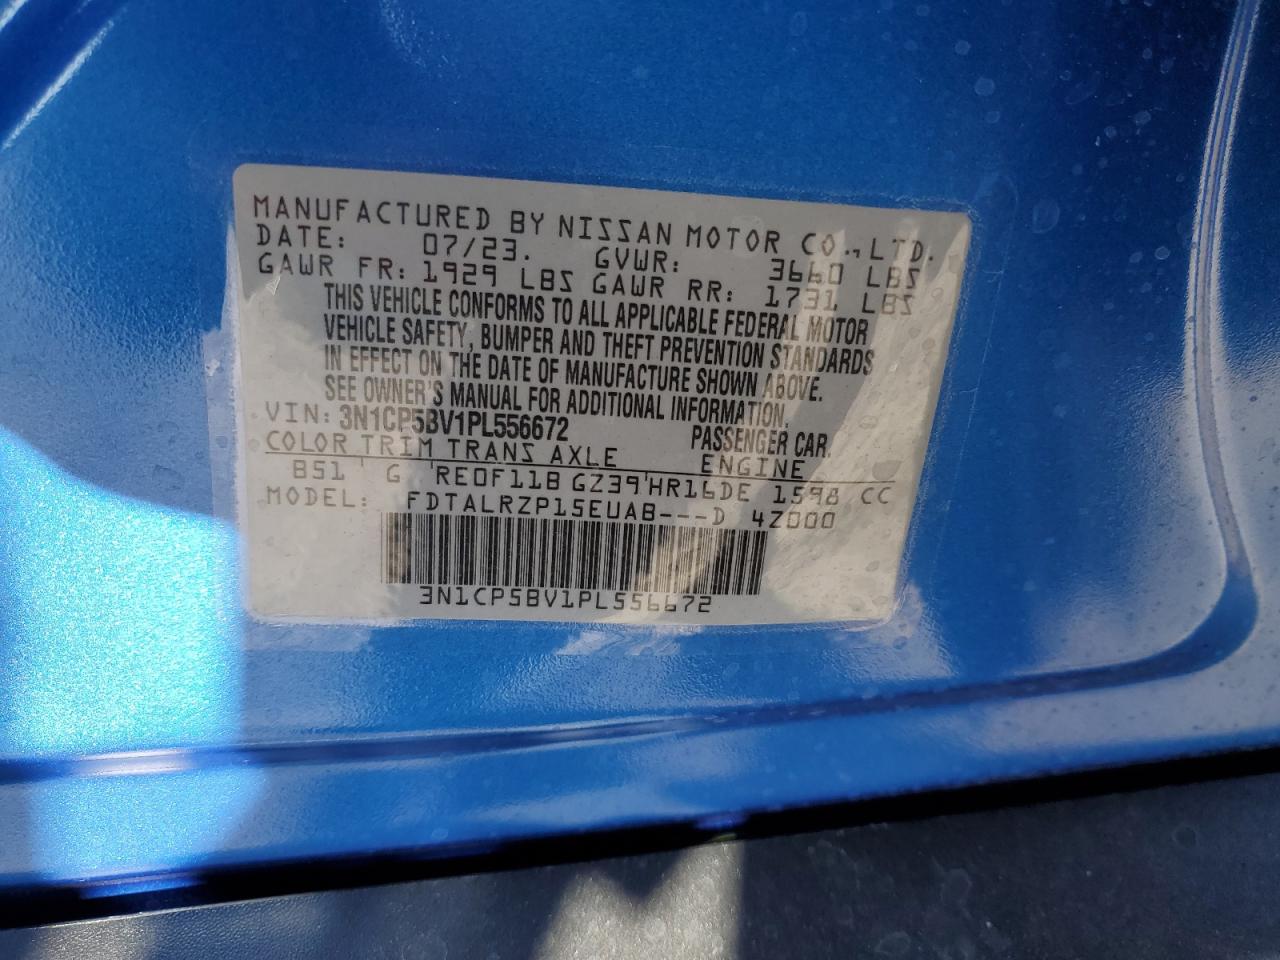 MANUFACTURED BY NISSAN MOTOR CO.,LTD.
DATE: 07/23. GVWR: 3660 LBS
GAWR FR: 1929 LBS GAWR RR: 1731 LBS
THIS VEHICLE CONFORMS TO ALL APPLICABLE FEDERAL MOTOR
VEHICLE SAFETY, BUMPER AND THEFT PREVENTION STANDARDS
IN EFFECT ON THE DATE OF MANUFACTURE SHOWN ABOVE.
SEE OWNER'S MANUAL FOR ADDITIONAL INFORMATION.
VIN: 3N1CP5BV1PL556672 PASSENGER CAR.
COLOR TRIM TRANS AXLE ENGINE
B51 G RE0F11B GZ39 HR16DE 1598 CC
MODEL: FDTALRZP15EUAB---D 4Z000
3N1CP5BV1PL556672